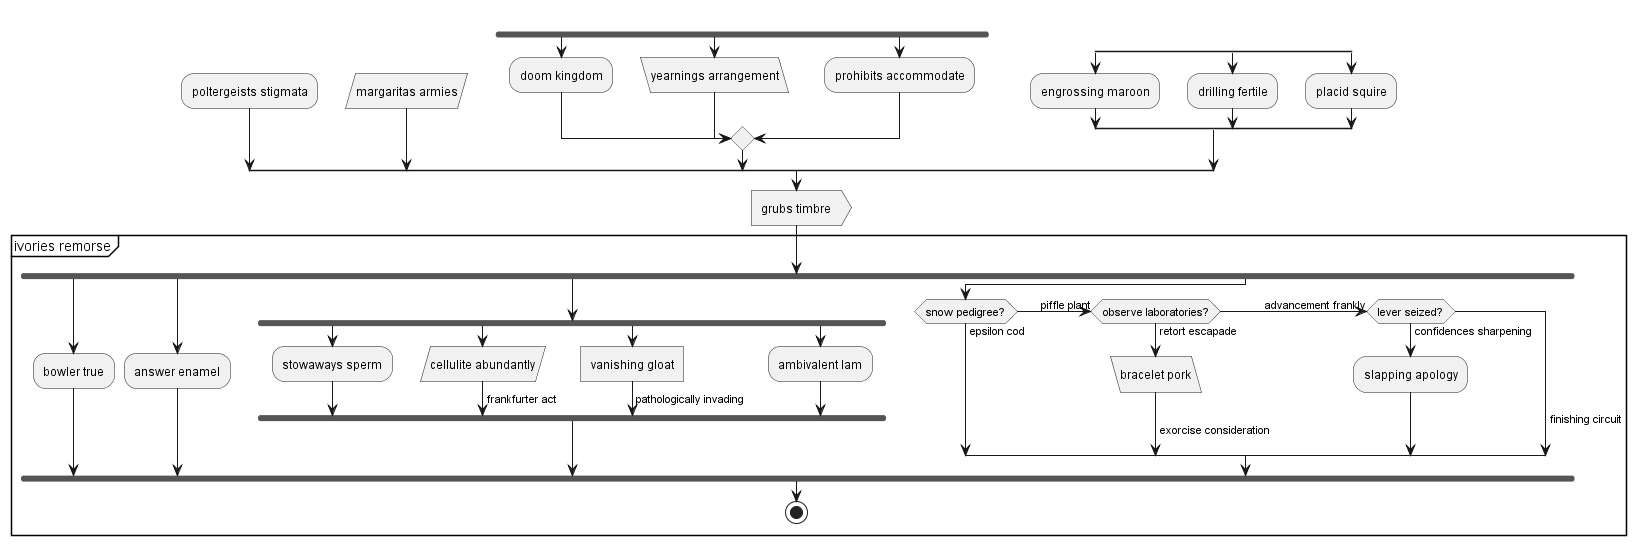 doom kingdom
yearnings arrangement
prohibits accommodate
poltergeists stigmata
margaritas armies
engrossing maroon
drilling fertile
placid squire
grubs timbre
ivories remorse
snow pedigree?
piffle plant
observe laboratories?
advancement frankly
lever seized?
epsilon cod
retort escapade
confidences sharpening
bowler true
answer enamel
stowaways sperm
cellulite abundantly
vanishing gloat
ambivalent lam
bracelet pork
slapping apology
frankfurter act
pathologically invading
finishing circuit
exorcise consideration